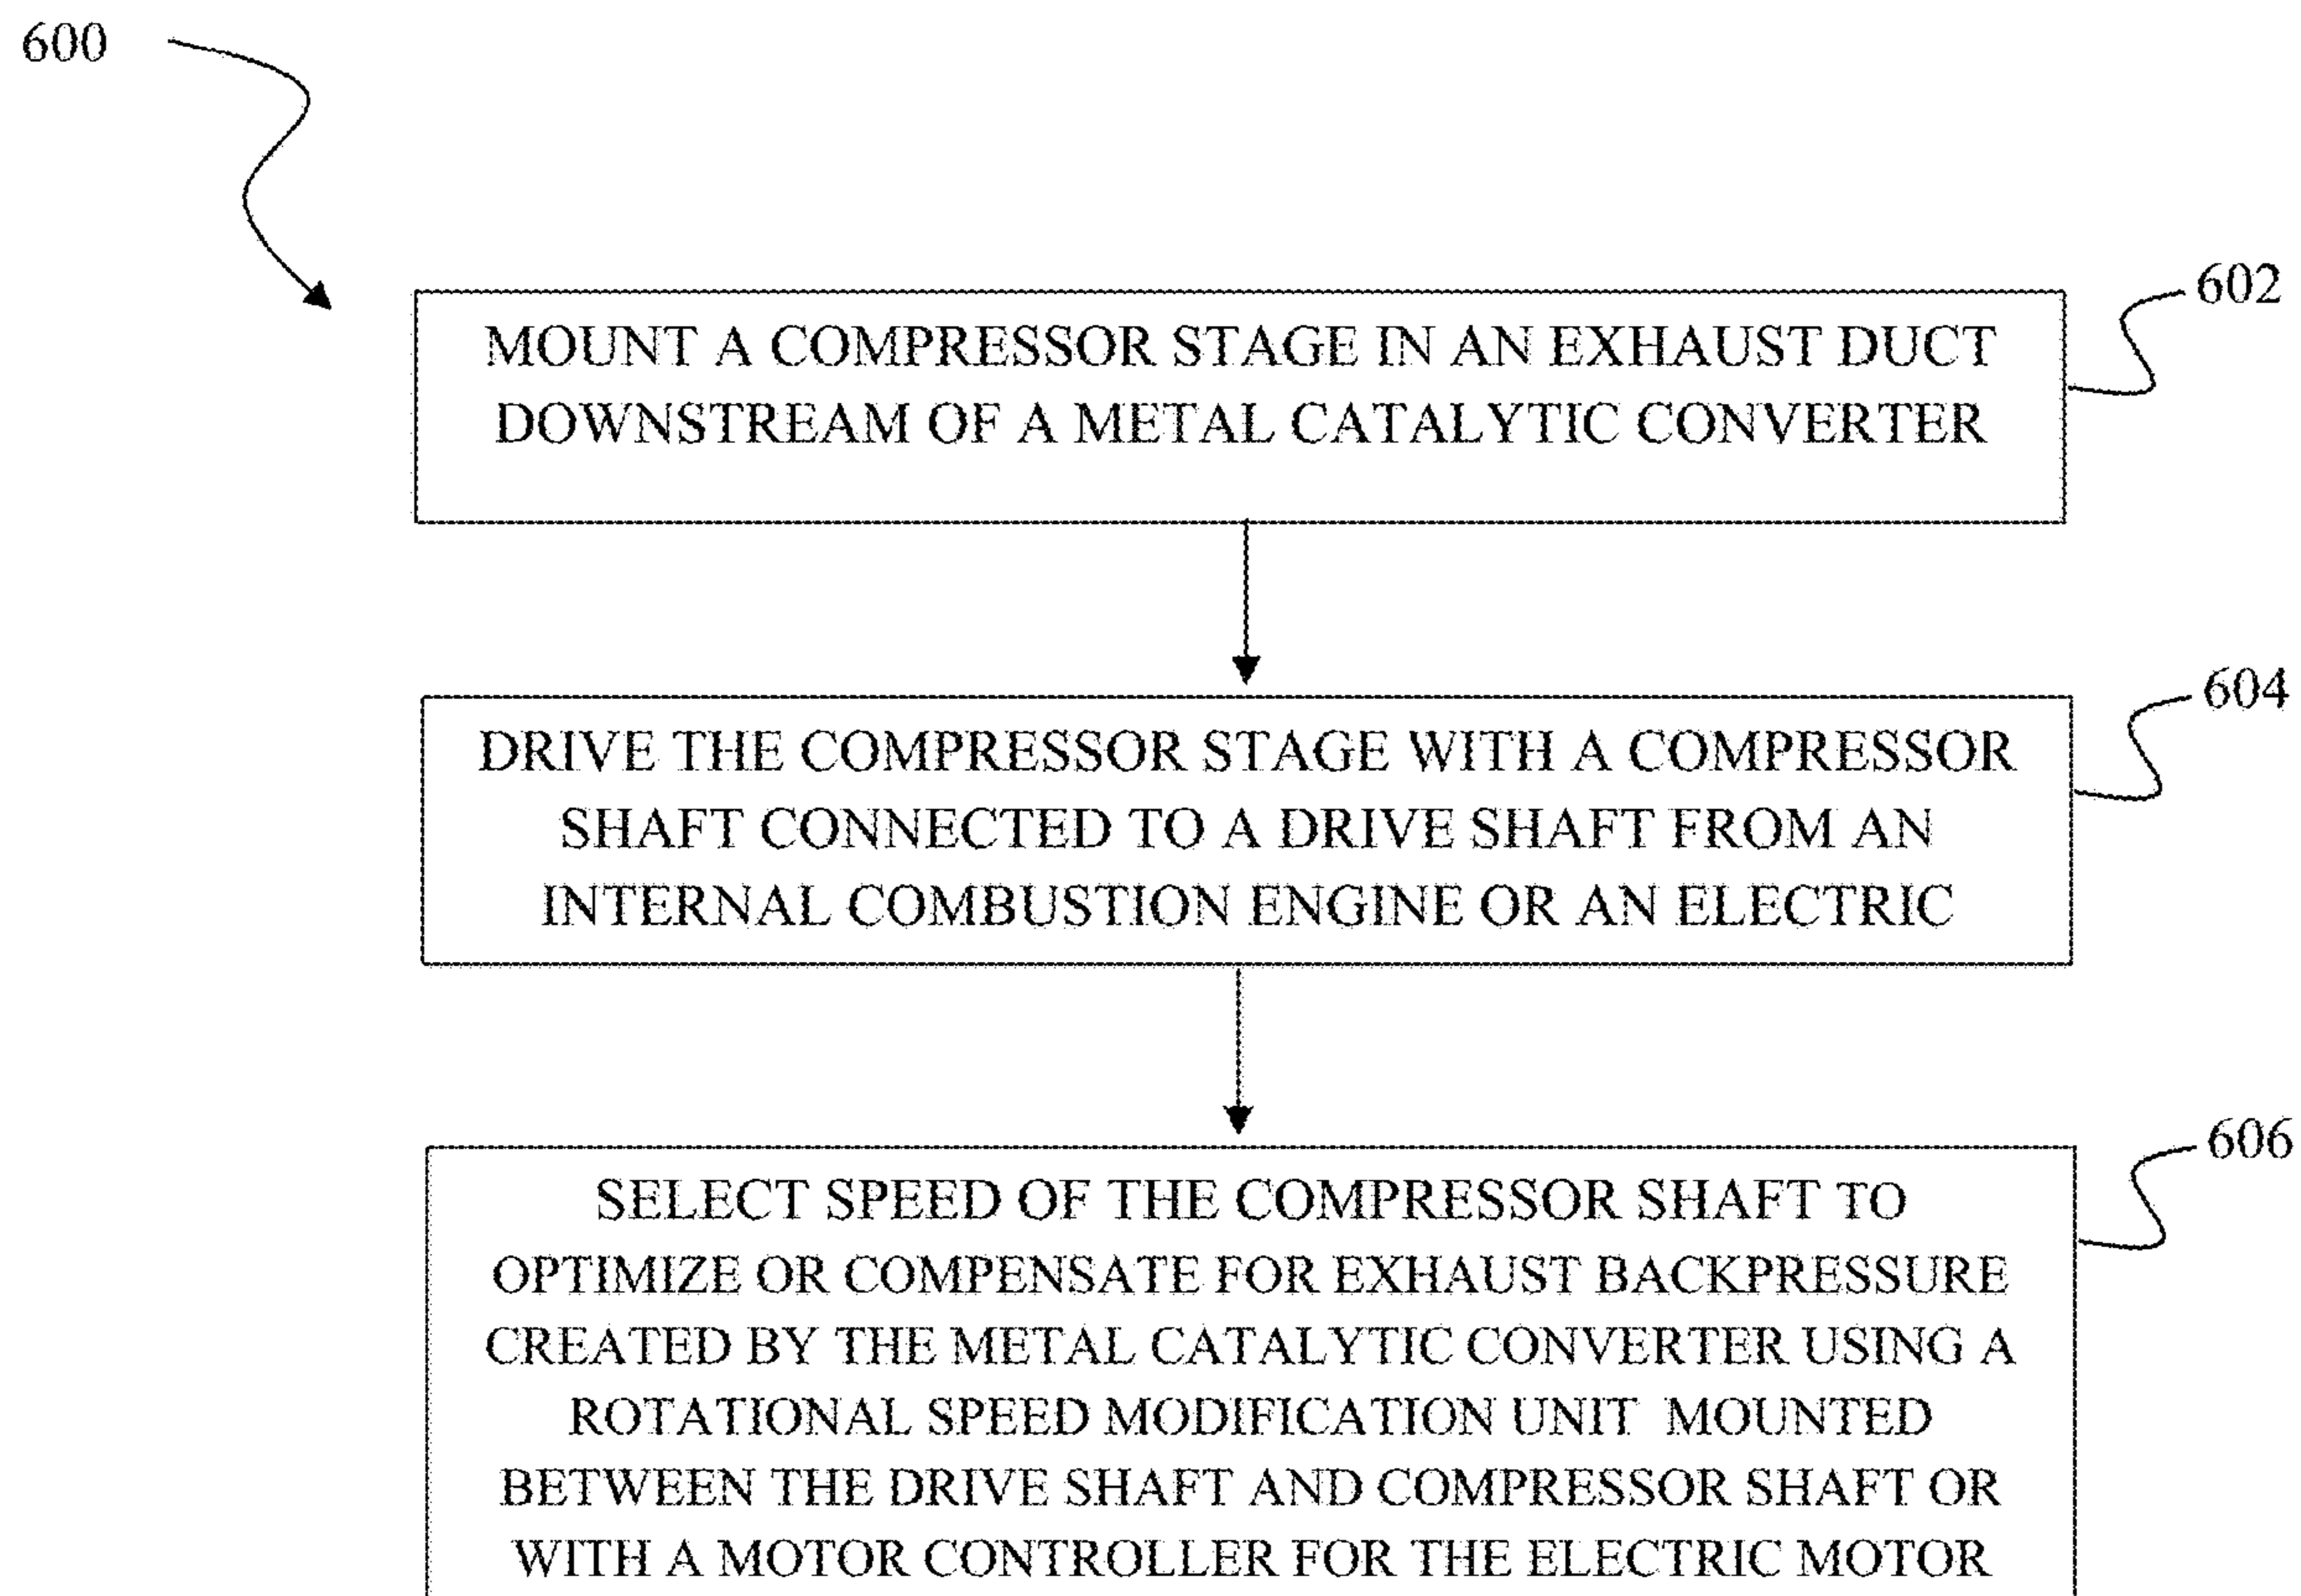 600
602
MOUNT A COMPRESSOR STAGE IN AN EXHAUST DUCT
DOWNSTREAM OF A METAL CATALYTIC CONVERTER
604
DRIVE THE COMPRESSOR STAGE WITH A COMPRESSOR
SHAFT CONNECTED TO A DRIVE SHAFT FROM AN
INTERNAL COMBUSTION ENGINE OR AN ELECTRIC
606
SELECT SPEED OF THE COMPRESSOR SHAFT TO
OPTIMIZE OR COMPENSATE FOR EXHAUST BACKPRESSURE
CREATED BY THE METAL CATALYTIC CONVERTER USING A
ROTATIONAL SPEED MODIFICATION UNIT MOUNTED
BETWEEN THE DRIVE SHAFT AND COMPRESSOR SHAFT OR
WITH A MOTOR CONTROLLER FOR THE ELECTRIC MOTOR